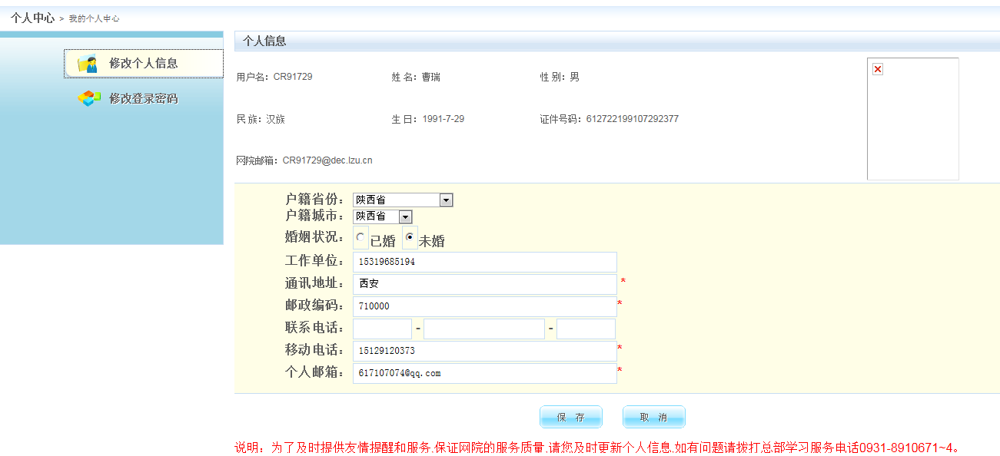 个人中心 > 我的个人中心
修改个人信息
修改登录密码
个人信息
用户名：CR91729 姓 名：曹瑞 性 别：男
民 族：汉族 生 日：1991-7-29 证件号码：612722199107292377
网院邮箱：CR91729@dec.lzu.cn
户籍省份：陕西省
户籍城市：陕西省
婚姻状况：已婚 未婚
工作单位：15319685194
通讯地址：西安 *
邮政编码：710000 *
联系电话： - -
移动电话：15129120373 *
个人邮箱：617107074@qq.com *
保 存 取 消
说明：为了及时提供友情提醒和服务,保证网院的服务质量,请您及时更新个人信息,如有问题请拨打总部学习服务电话0931-8910671~4。